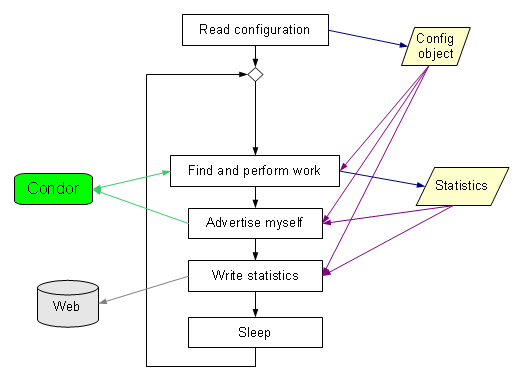 Read configuration
Config
object
Find and perform work
Condor
Statistics
Advertise myself
Write statistics
Web
Sleep